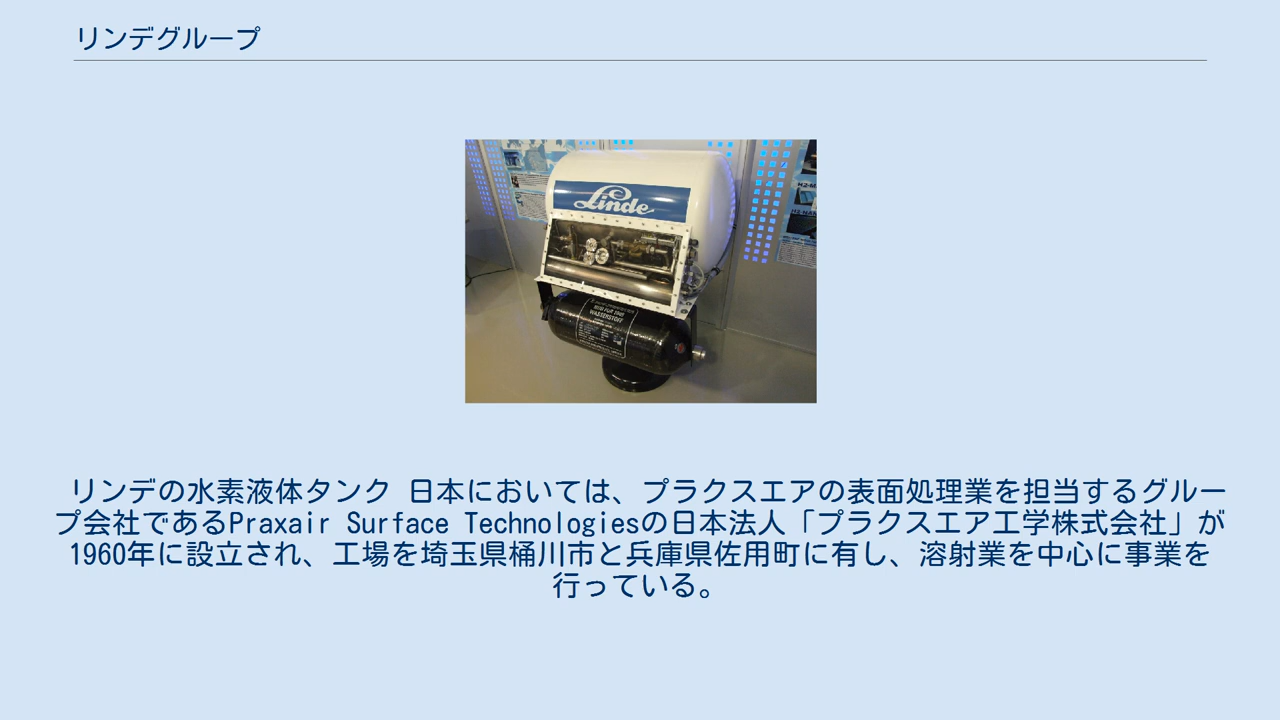 リンデグループ
Linde
WASSERSTOFF
リンデの水素液体タンク 日本においては、プラクスエアの表面処理業を担当するグルー
プ会社であるPraxair Surface Technologiesの日本法人「プラクスエア工学株式会社」が
1960年に設立され、工場を埼玉県桶川市と兵庫県佐用町に有し、溶射業を中心に事業を
行っている。